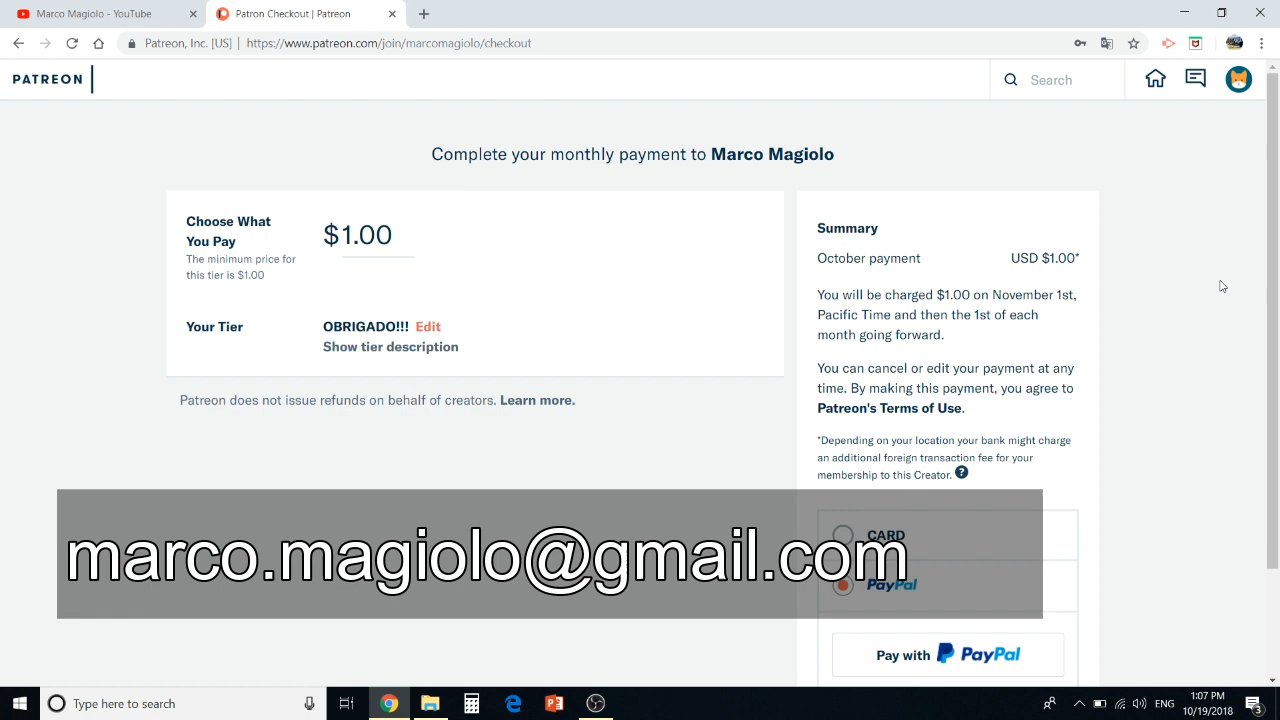 Marco Magiolo - YouTube
Patron Checkout | Patreon
Patreon, Inc. [US] | https://www.patreon.com/join/marcomagiolo/checkout
PATREON
Search
Complete your monthly payment to Marco Magiolo
Choose What
You Pay
The minimum price for
this tier is $1.00
$1.00
Your Tier
OBRIGADO!!! Edit
Show tier description
Patreon does not issue refunds on behalf of creators. Learn more.
Summary
October payment USD $1.00*
You will be charged $1.00 on November 1st,
Pacific Time and then the 1st of each
month going forward.
You can cancel or edit your payment at any
time. By making this payment, you agree to
Patreon's Terms of Use.
*Depending on your location your bank might charge
an additional foreign transaction fee for your
membership to this Creator. ?
CARD
PayPal
Pay with PayPal
marco.magiolo@gmail.com
Type here to search
ENG
1:07 PM
10/19/2018
3